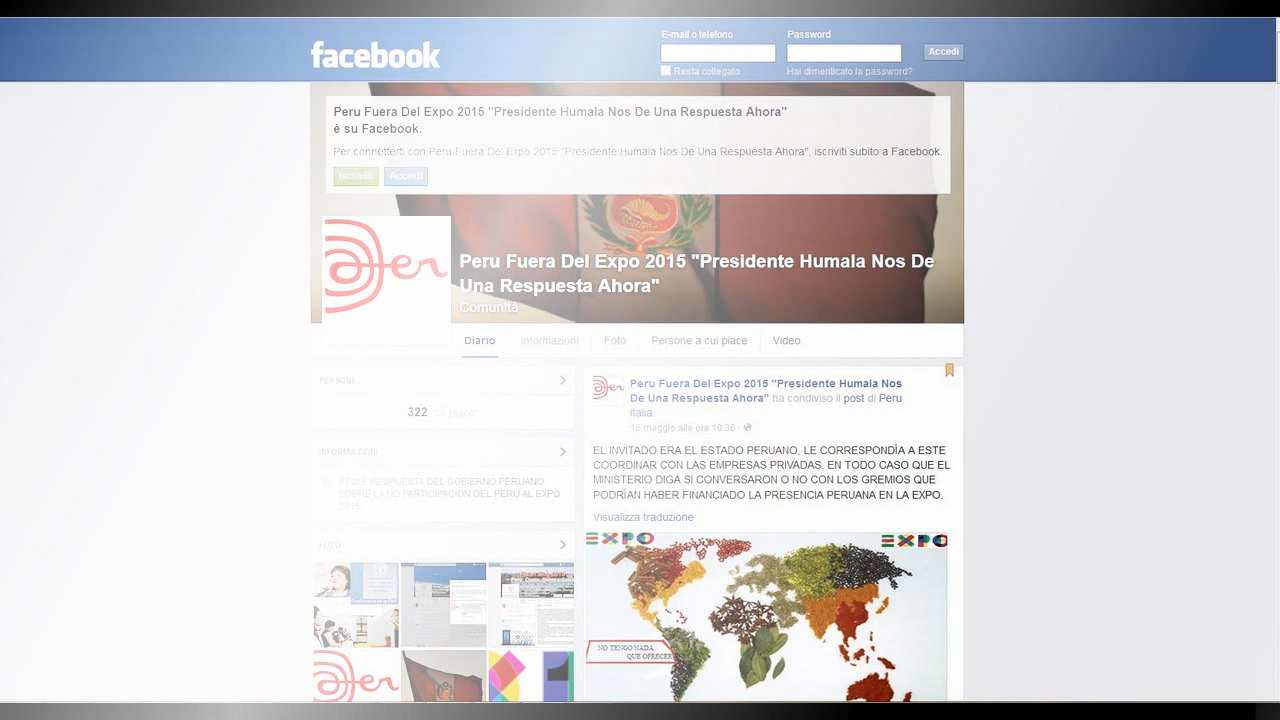 facebook
E-mail o telefono
Password
Accedi
Resta collegato
Hai dimenticato la password?
Peru Fuera Del Expo 2015 "Presidente Humala Nos De Una Respuesta Ahora"
è su Facebook.
Per connetterti con Peru Fuera Del Expo 2015 "Presidente Humala Nos De Una Respuesta Ahora", iscriviti subito a Facebook.
Iscriviti
Accedi
Peru Fuera Del Expo 2015 "Presidente Humala Nos De
Una Respuesta Ahora"
Comunità
Diario
Informazioni
Foto
Persone a cui piace
Video
PERSONE
322 "Mi piace"
INFORMAZIONI
PEDIR RESPUESTA DEL GOBIERNO PERUANO
SOBRE LA NO PARTICIPACION DEL PERU AL EXPO
2015.
FOTO
Peru Fuera Del Expo 2015 "Presidente Humala Nos
De Una Respuesta Ahora" ha condiviso il post di Peru
Italia.
18 maggio alle ore 10.36 ·
EL INVITADO ERA EL ESTADO PERUANO, LE CORRESPONDÍA A ESTE
COORDINAR CON LAS EMPRESAS PRIVADAS. EN TODO CASO QUE EL
MINISTERIO DIGA SI CONVERSARON O NO CON LOS GREMIOS QUE
PODRÍAN HABER FINANCIADO LA PRESENCIA PERUANA EN LA EXPO.
Visualizza traduzione
EXPO
EXPO
NO TENGO NADA
QUE OFRECER